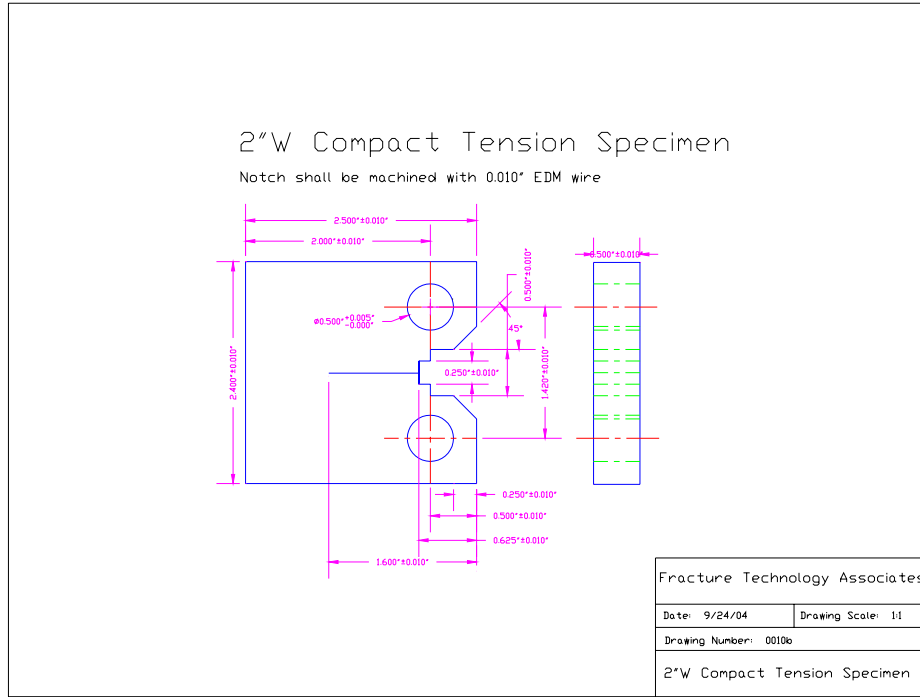 2"W Compact Tension Specimen
Notch shall be machined with 0.010" EDM wire
2.500"±0.010"
2.000"±0.010"
0.500"±0.010"
0.500"±0.010"
ø0.500" +0.005" -0.000"
45°
2.400"±0.010"
0.250"±0.010"
1.420"±0.010"
0.250"±0.010"
0.500"±0.010"
0.625"±0.010"
1.600"±0.010"
Fracture Technology Associates
Date: 9/24/04
Drawing Scale: 1:1
Drawing Number: 0010b
2"W Compact Tension Specimen